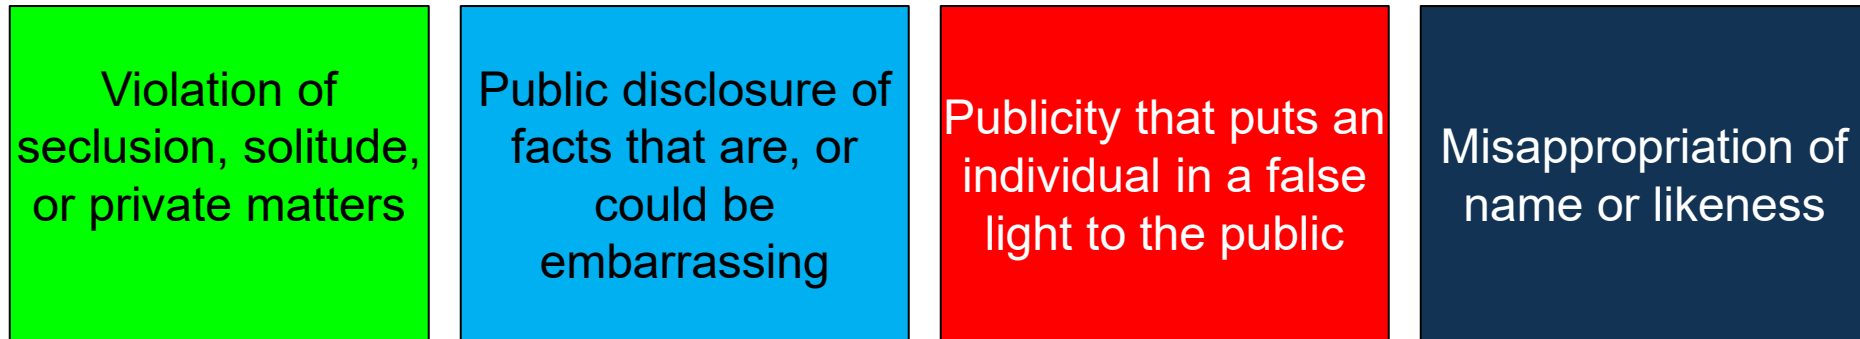 Violation of
seclusion, solitude,
or private matters
Public disclosure of
facts that are, or
could be
embarrassing
Publicity that puts an
individual in a false
light to the public
Misappropriation of
name or likeness